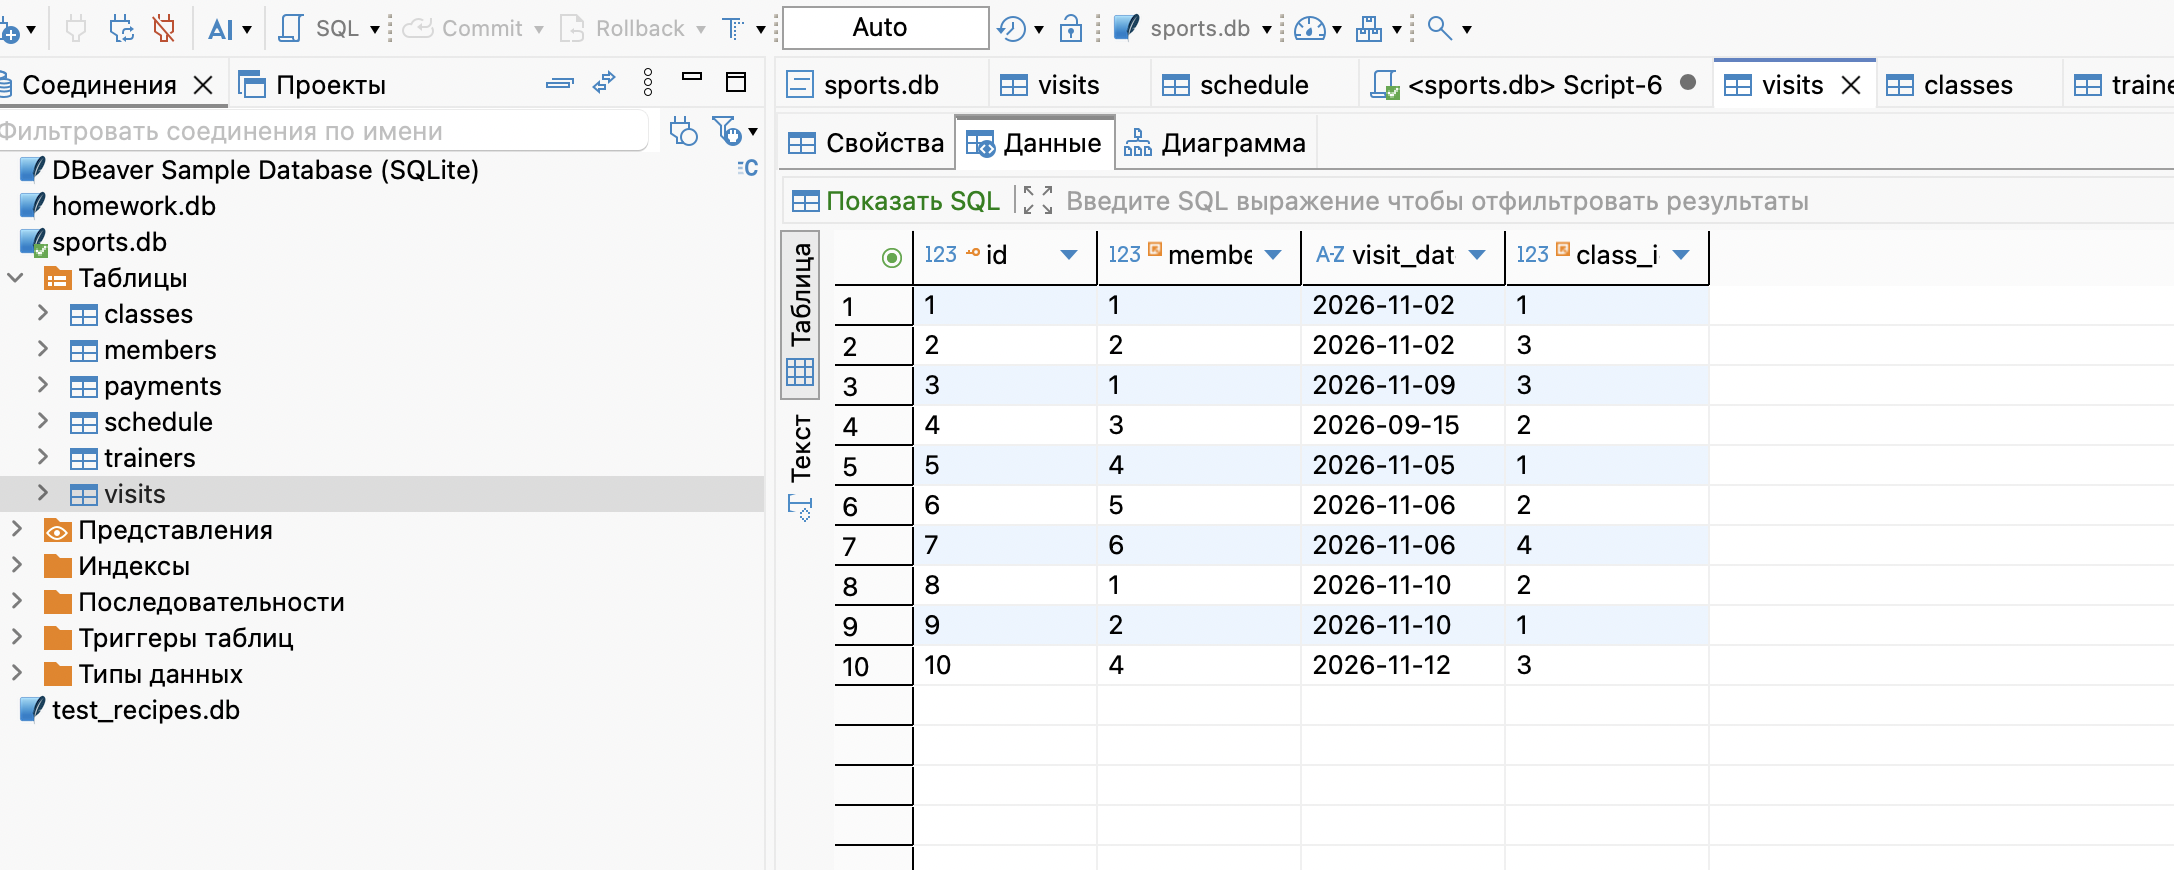 AI SQL Commit Rollback T Auto sports.db
Соединения Проекты
Фильтровать соединения по имени
DBeaver Sample Database (SQLite)
homework.db
sports.db
Таблицы
classes
members
payments
schedule
trainers
visits
Представления
Индексы
Последовательности
Триггеры таблиц
Типы данных
test_recipes.db
sports.db visits schedule <sports.db> Script-6 visits classes traine
Свойства Данные Диаграмма
Показать SQL Введите SQL выражение чтобы отфильтровать результаты
Таблица
Текст
123 id 123 membe A-Z visit_dat 123 class_i
1 1 1 2026-11-02 1
2 2 2 2026-11-02 3
3 3 1 2026-11-09 3
4 4 3 2026-09-15 2
5 5 4 2026-11-05 1
6 6 5 2026-11-06 2
7 7 6 2026-11-06 4
8 8 1 2026-11-10 2
9 9 2 2026-11-10 1
10 10 4 2026-11-12 3